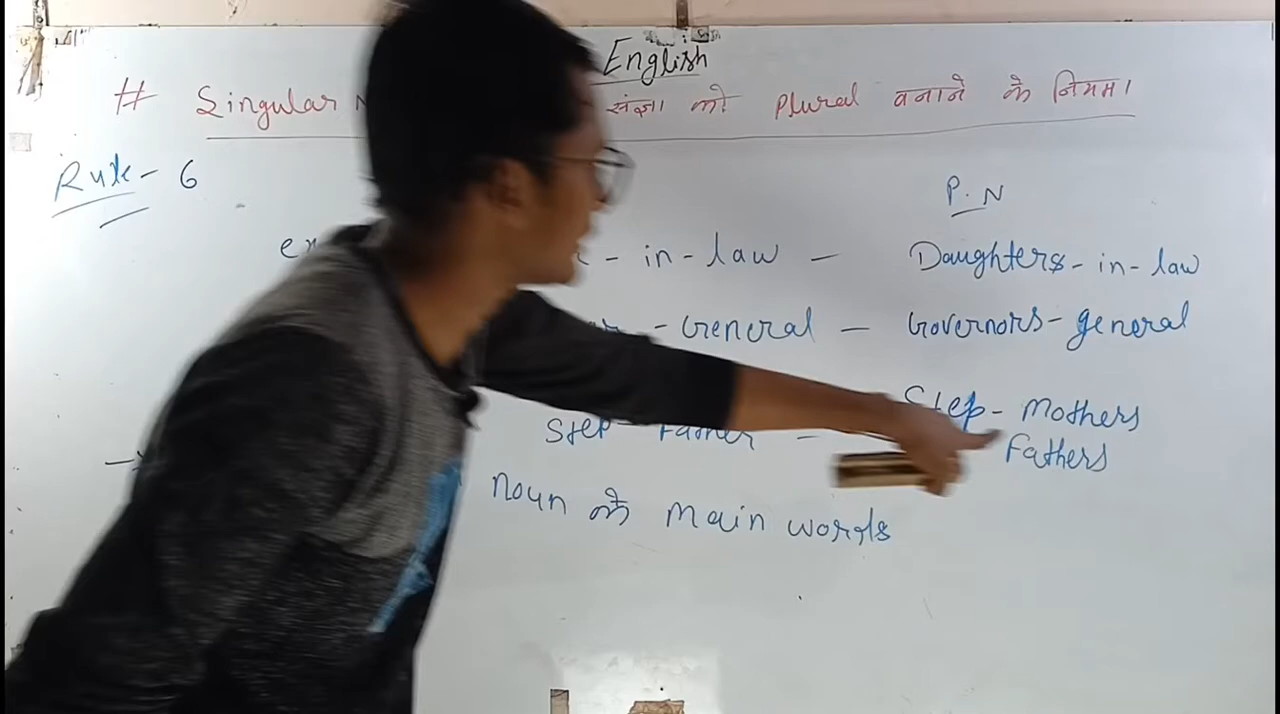 English
# Singular संज्ञा को Plural बनाने के नियम।
Rule - 6
P.N
- in - law - Daughters - in - law
- General - Governors - general
Step - Mothers
Step Father - Fathers
Noun के main words